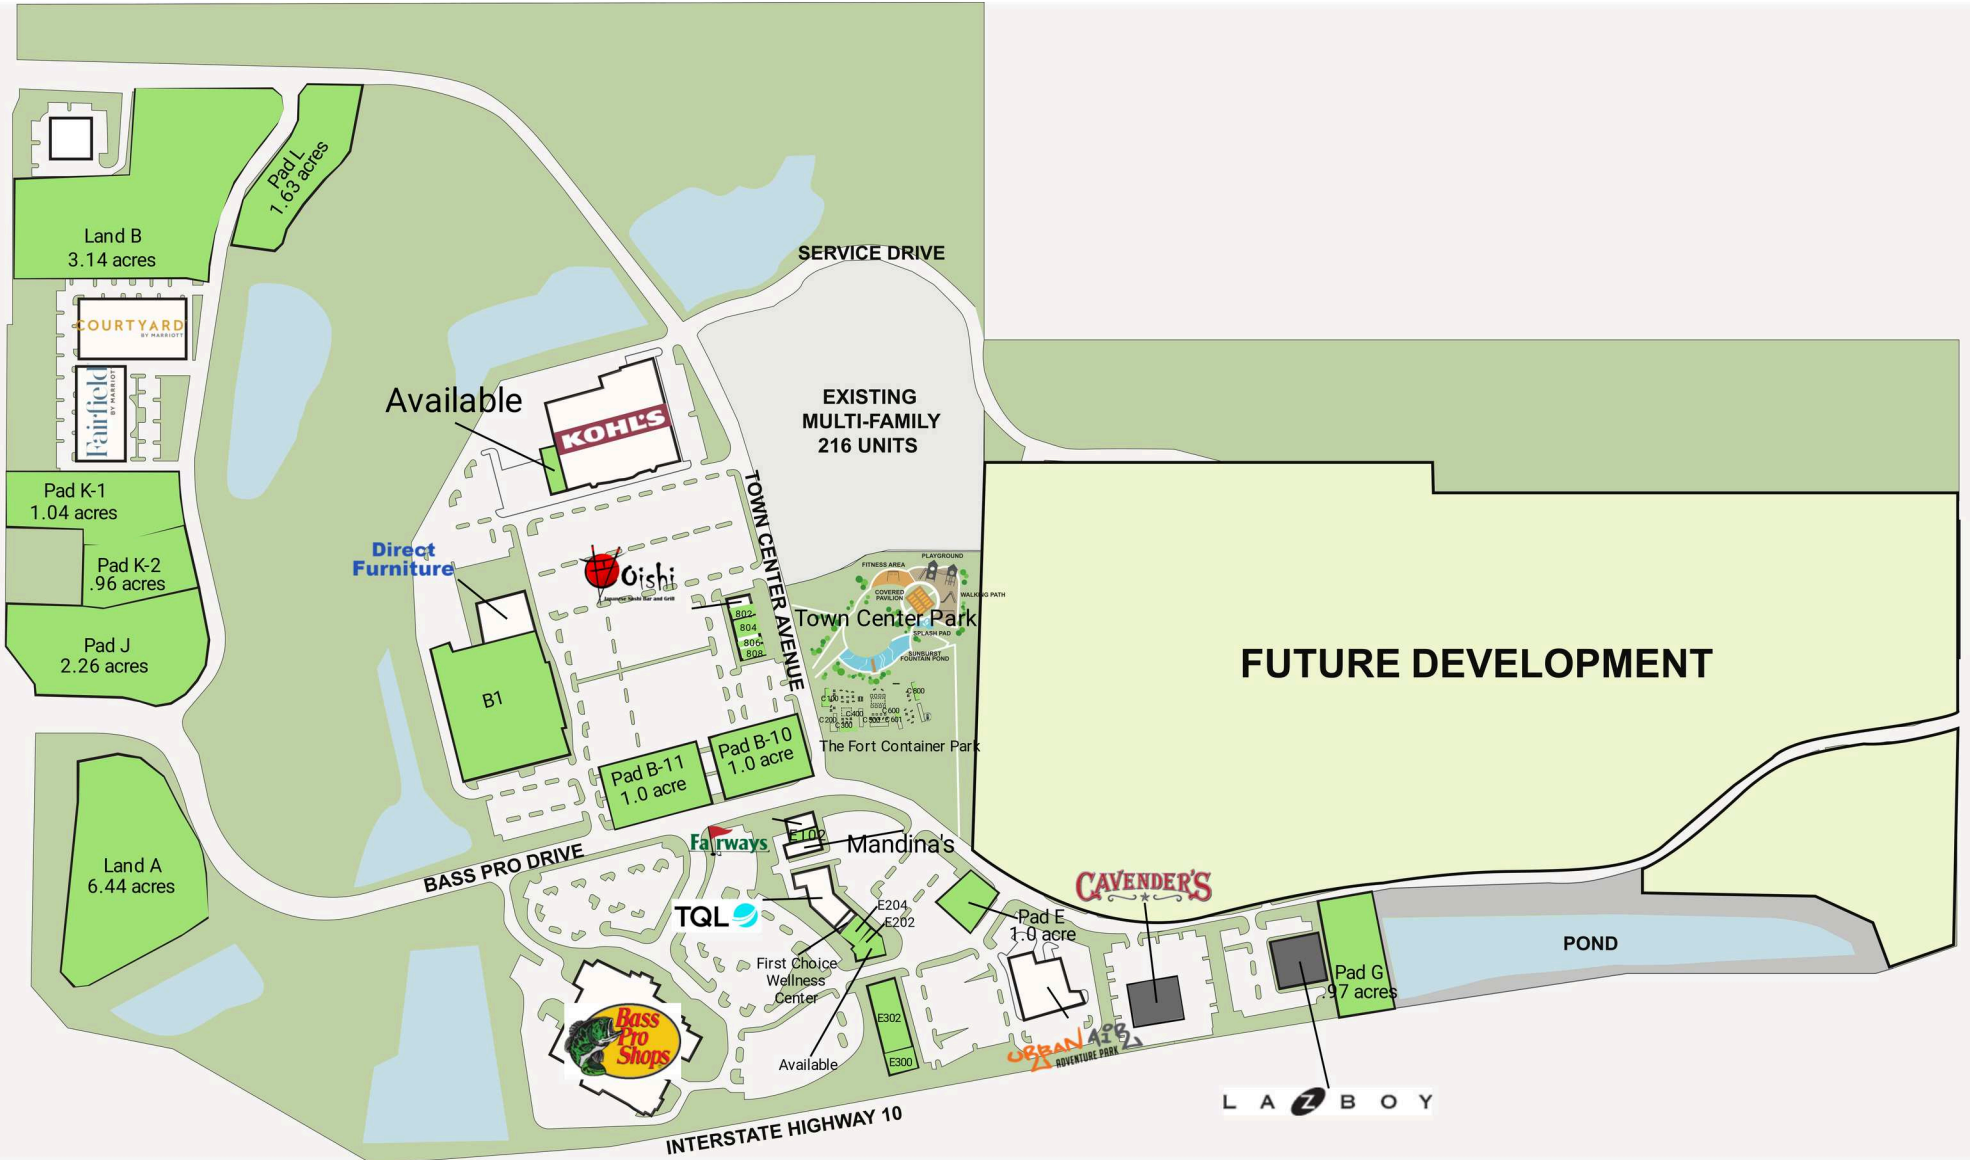 Pad L
1.63 acres
Land B
3.14 acres
SERVICE DRIVE
COURTYARD
BY MARRIOTT
Fairfield
BY MARRIOTT
Available
KOHL'S
EXISTING
MULTI-FAMILY
216 UNITS
Pad K-1
1.04 acres
Pad K-2
.96 acres
Pad J
2.26 acres
Direct
Furniture
Oishi
Japanese Sushi Bar and Grill
TOWN CENTER AVENUE
802
804
806
808
PLAYGROUND
FITNESS AREA
COVERED
PAVILION
WALKING PATH
Town Center Park
SPLASH PAD
SUNBURST
FOUNTAIN POND
C100
C200
C300
C400
C500
C600
C601
C800
The Fort Container Park
FUTURE DEVELOPMENT
B1
Pad B-11
1.0 acre
Pad B-10
1.0 acre
Land A
6.44 acres
BASS PRO DRIVE
Fairways
E102
Mandina's
TQL
E204
E202
First Choice
Wellness
Center
Available
Pad E
1.0 acre
CAVENDER'S
Pad G
.97 acres
POND
Bass
Pro
Shops
E302
E300
URBAN AIR
ADVENTURE PARK
LAZBOY
INTERSTATE HIGHWAY 10